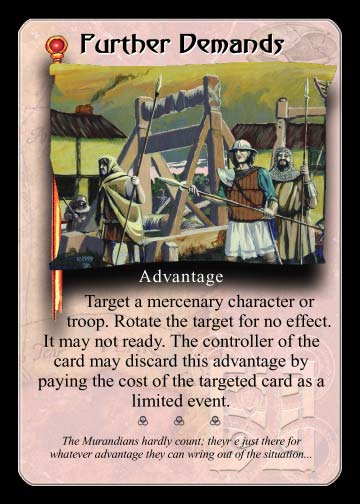 Further Demands
Advantage
Target a mercenary character or
troop. Rotate the target for no effect.
It may not ready. The controller of the
card may discard this advantage by
paying the cost of the targeted card as a
limited event.
The Murandians hardly count; theyr e just there for
whatever advantage they can wring out of the situation...